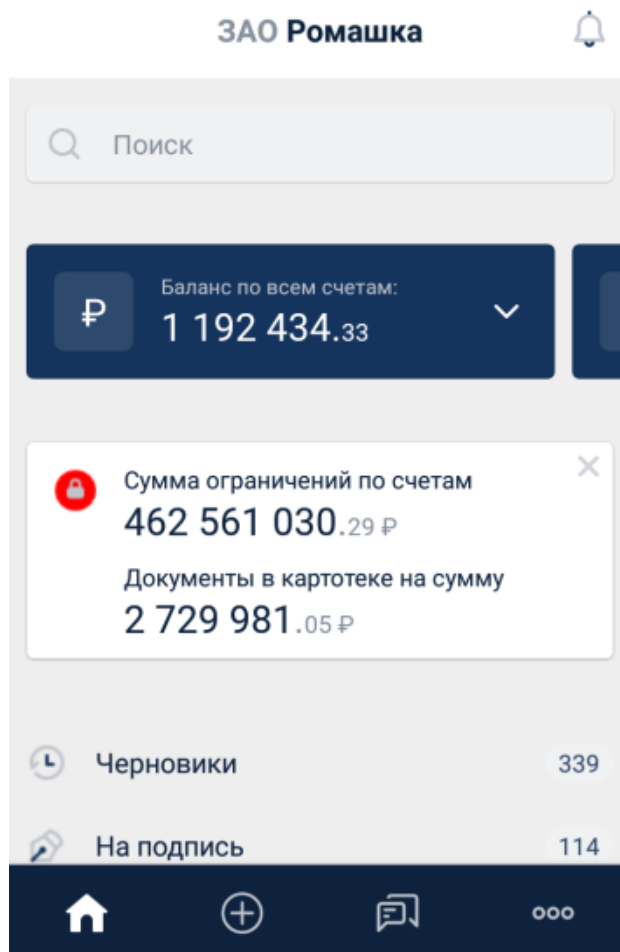 ЗАО Ромашка
Поиск
Баланс по всем счетам:
₽ 1 192 434.33
Сумма ограничений по счетам
462 561 030.29 ₽
Документы в картотеке на сумму
2 729 981.05 ₽
Черновики 339
На подпись 114